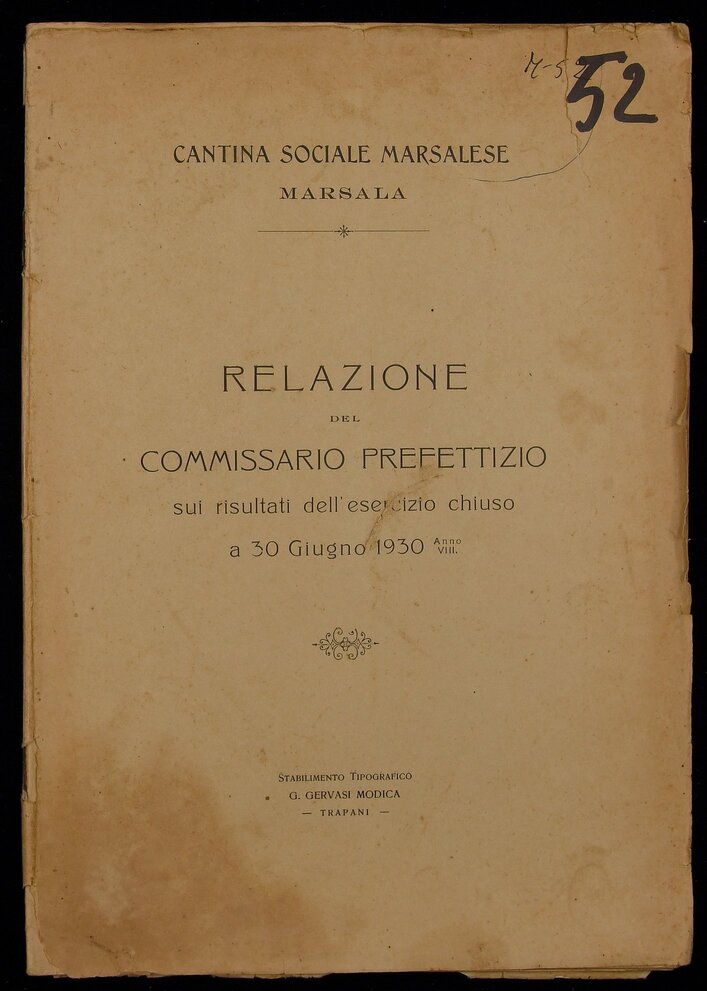 M-52
52
CANTINA SOCIALE MARSALESE
MARSALA
RELAZIONE
DEL
COMMISSARIO PREFETTIZIO
sui risultati dell'esercizio chiuso
a 30 Giugno 1930 Anno VIII.
STABILIMENTO TIPOGRAFICO
G. GERVASI MODICA
— TRAPANI —